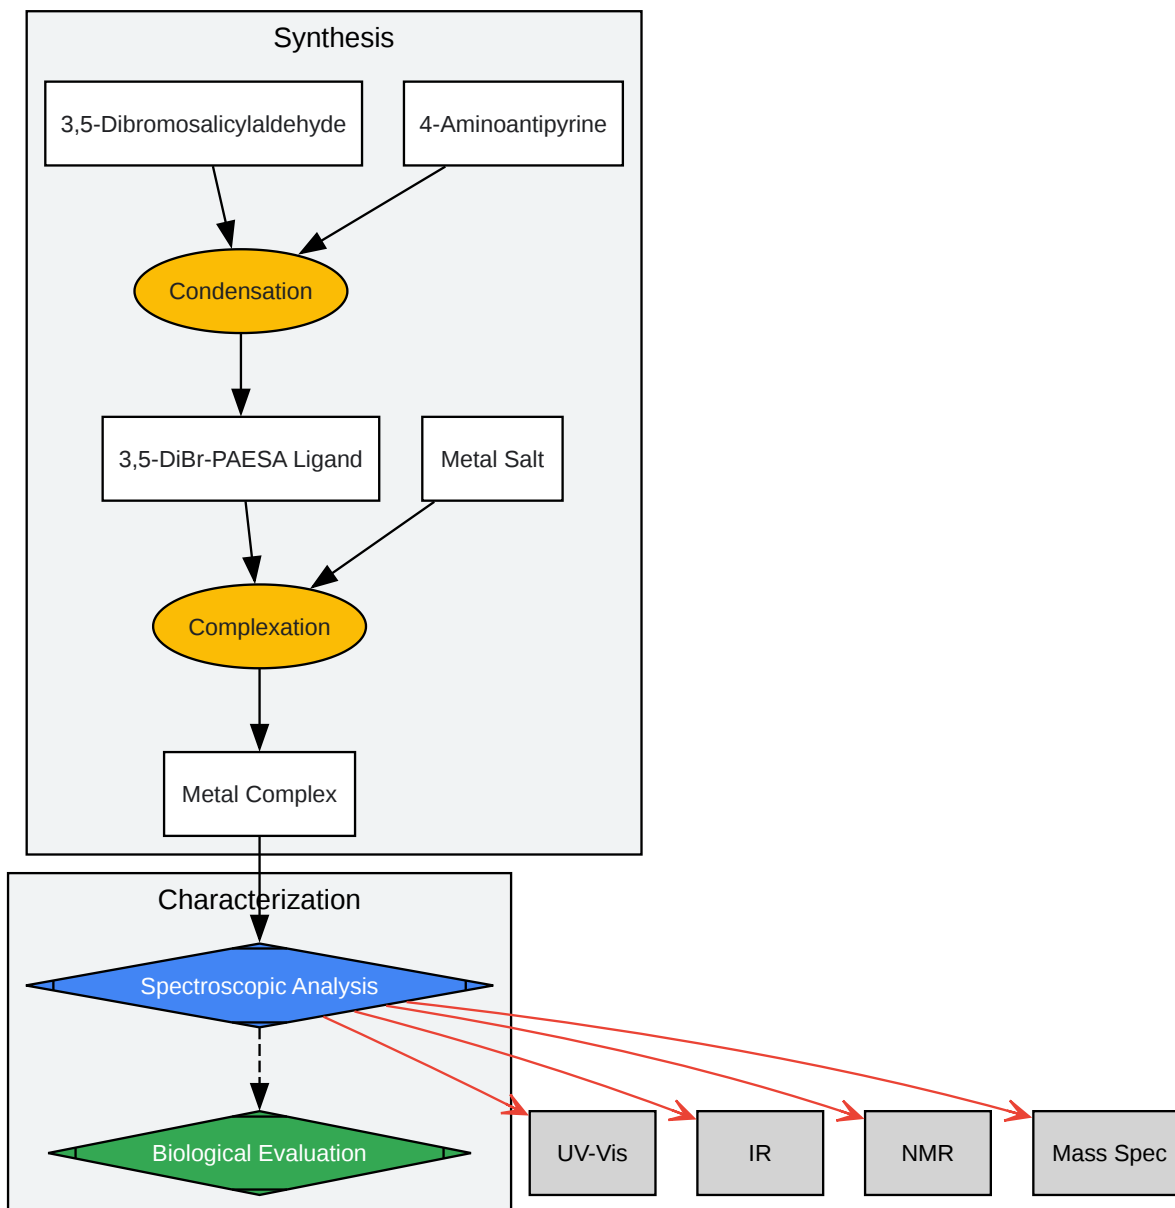 Synthesis
3,5-Dibromosalicylaldehyde
4-Aminoantipyrine
Condensation
3,5-DiBr-PAESA Ligand
Metal Salt
Complexation
Metal Complex
Characterization
Spectroscopic Analysis
Biological Evaluation
UV-Vis
IR
NMR
Mass Spec